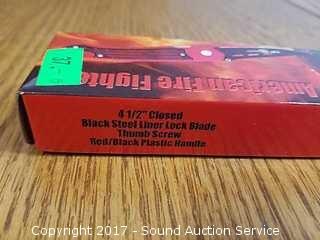 American Fire Fighte
4 1/2" Closed
Black Steel Liner Lock Blade
Thumb Screw
Red/Black Plastic Handle
Copyright 2017 - Sound Auction Service